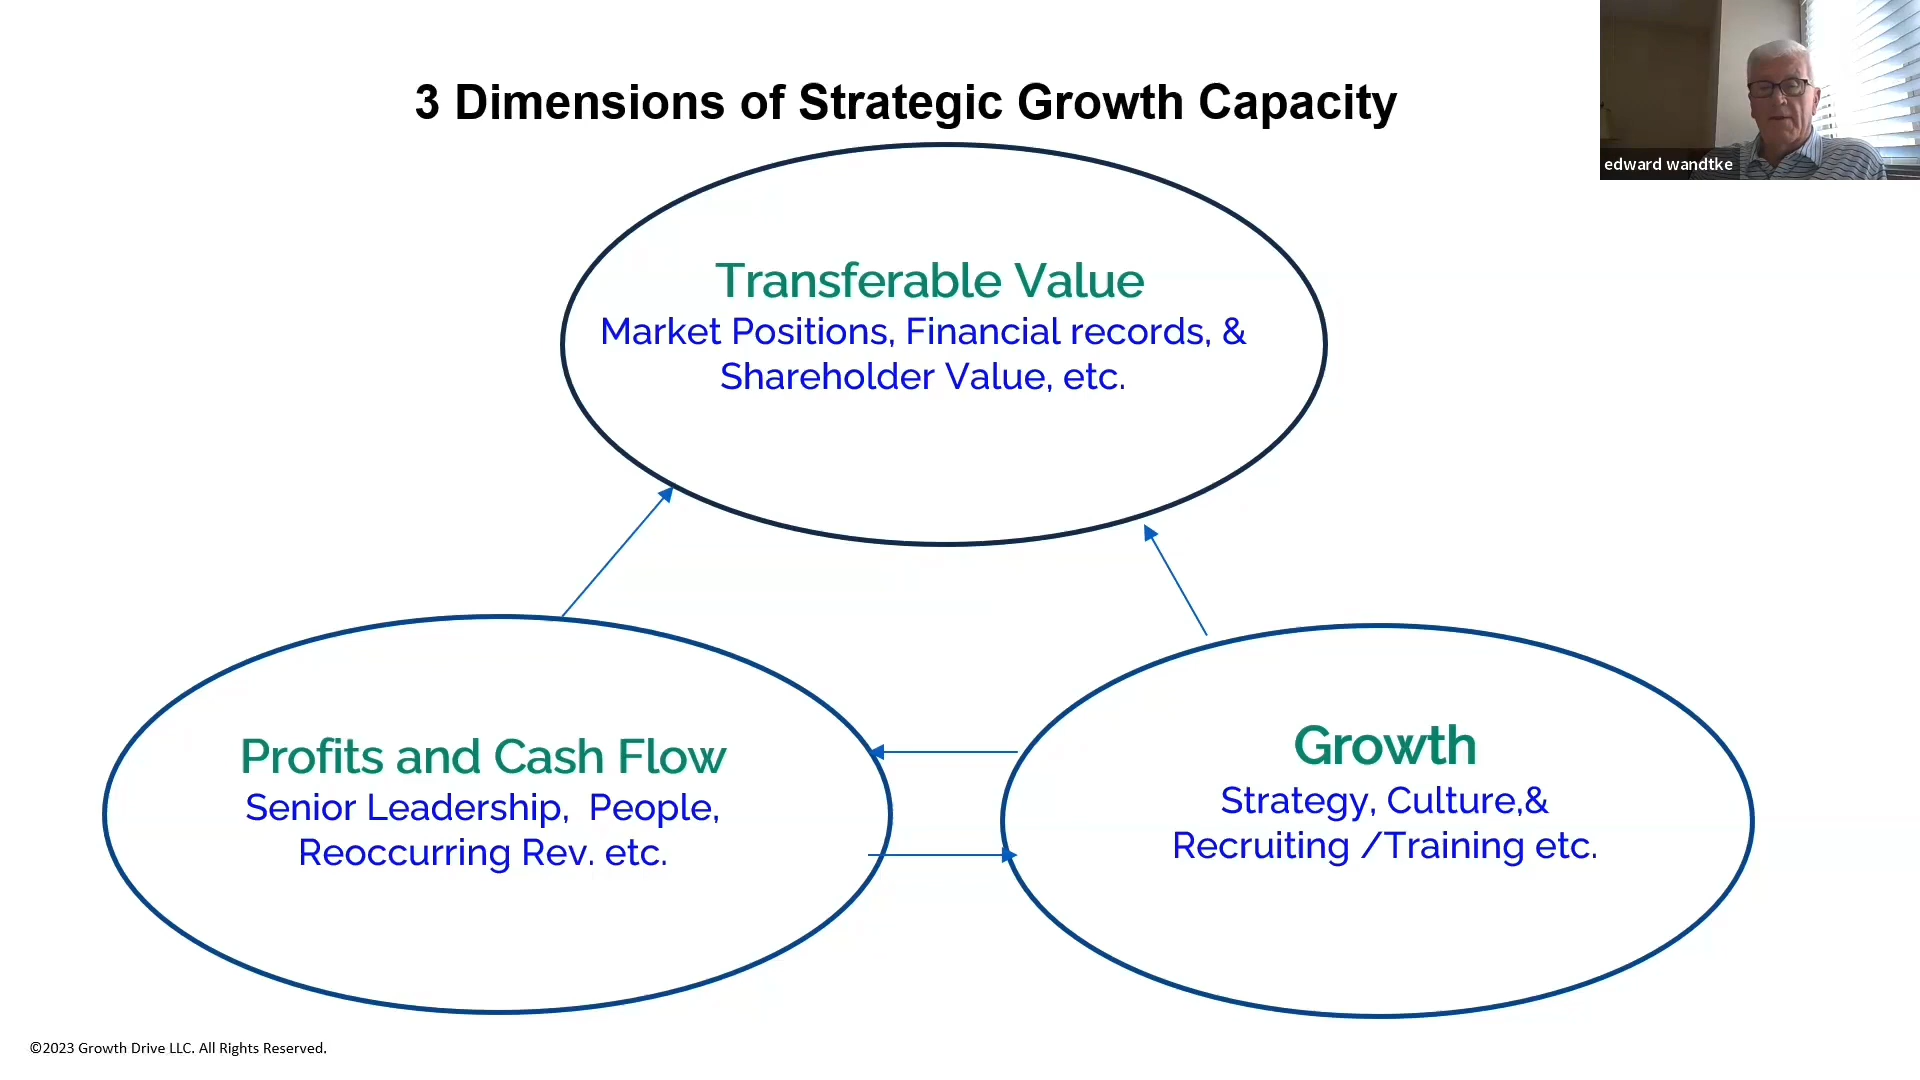 3 Dimensions of Strategic Growth Capacity
edward wandtke
Transferable Value
Market Positions, Financial records, &
Shareholder Value, etc.
Profits and Cash Flow
Senior Leadership,  People,
Reoccurring Rev. etc.
Growth
Strategy, Culture,&
Recruiting /Training etc.
©2023 Growth Drive LLC. All Rights Reserved.